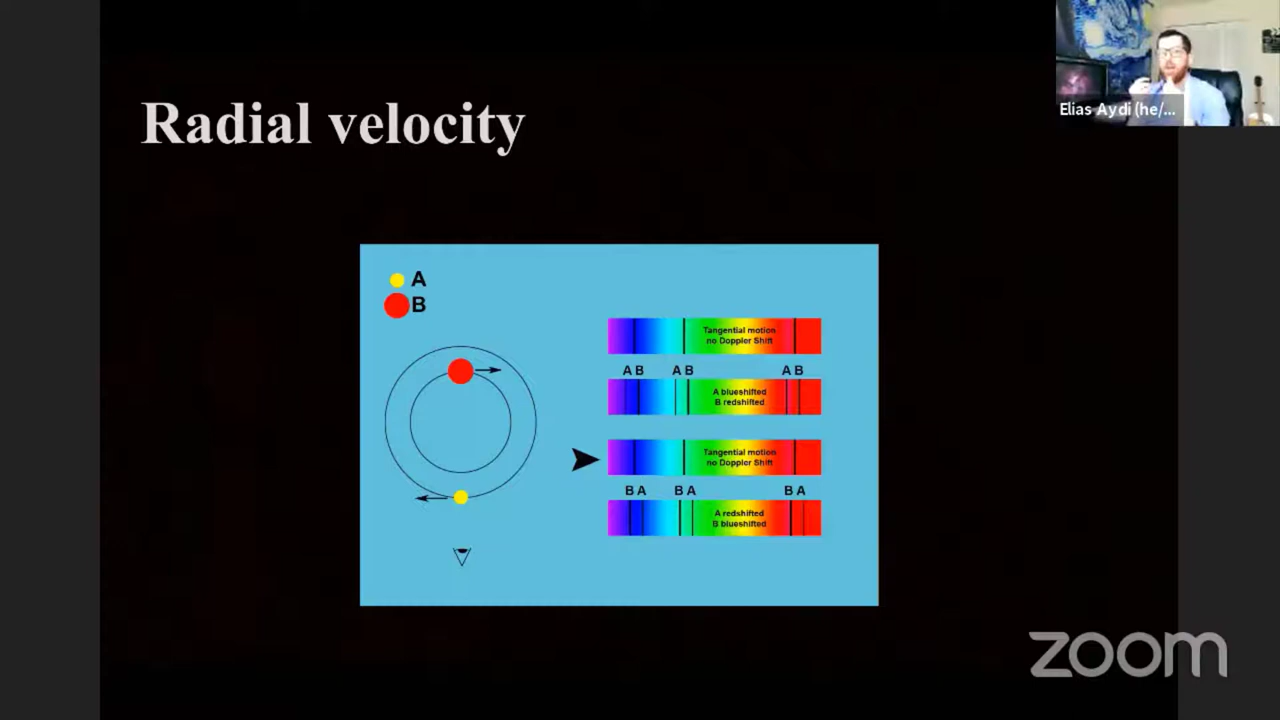 Elias Aydi (he/...
Radial velocity
A
B
Tangential motion
no Doppler Shift
A B A B A B
A blueshifted
B redshifted
Tangential motion
no Doppler Shift
B A B A B A
A redshifted
B blueshifted
zoom